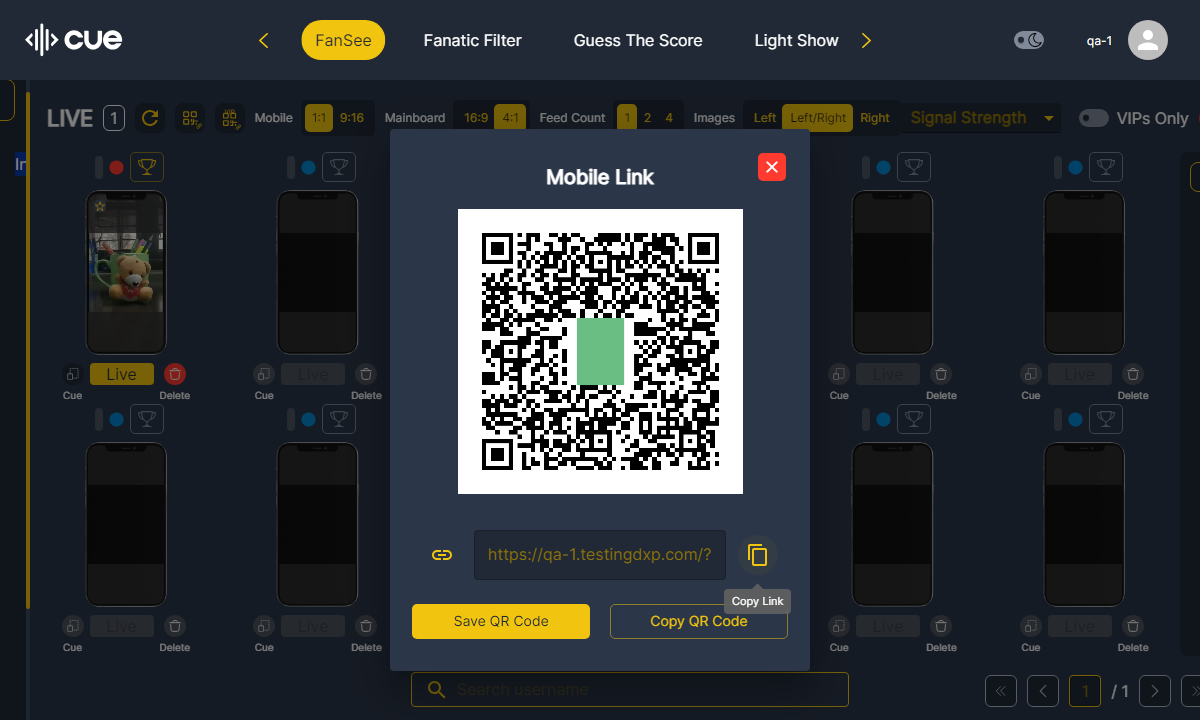 cue
FanSee
Fanatic Filter
Guess The Score
Light Show
qa-1
LIVE 1
Mobile 1:1 9:16
Mainboard 16:9 4:1
Feed Count 1 2 4
Images Left Left/Right Right
Signal Strength
VIPs Only
In
Mobile Link
Live
Live
Live
Live
Cue Delete
Cue Delete
Cue Delete
Cue Delete
https://qa-1.testingdxp.com/?
Copy Link
Save QR Code
Copy QR Code
Live
Live
Live
Live
Cue Delete
Cue Delete
Cue Delete
Cue Delete
Search username
1 / 1